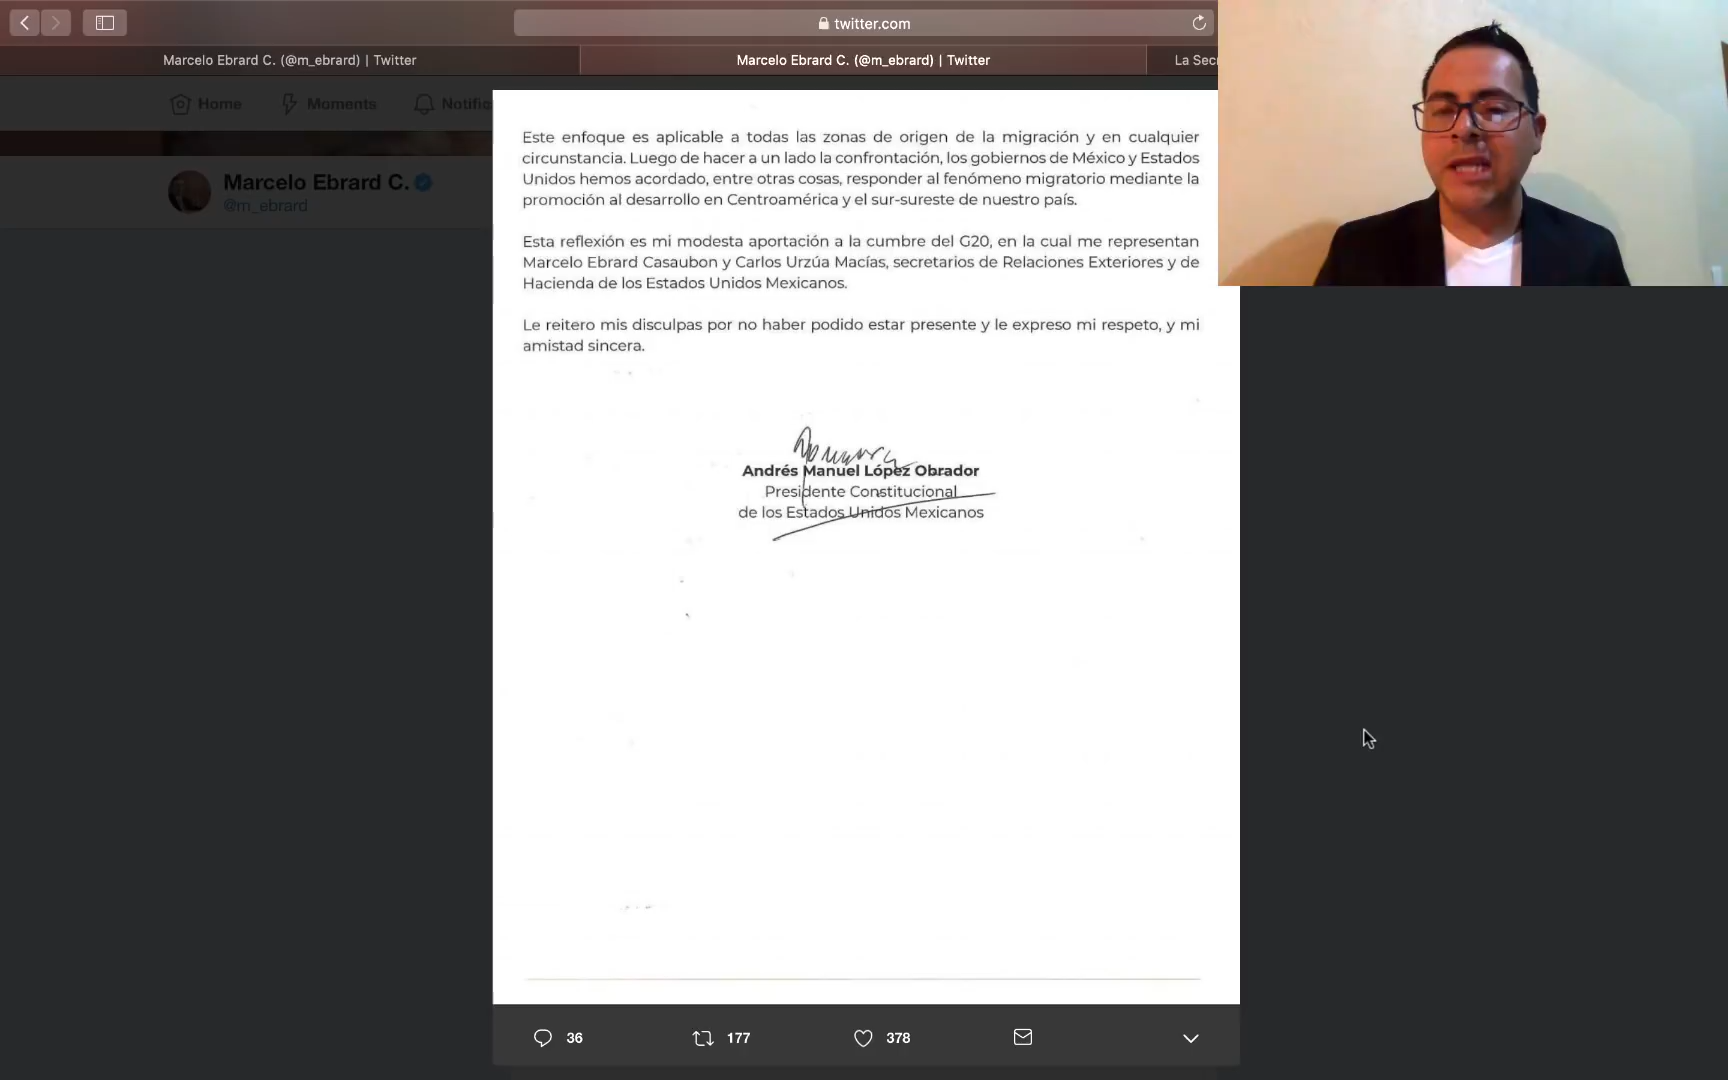 twitter.com
Marcelo Ebrard C. (@m_ebrard) | Twitter
Marcelo Ebrard C. (@m_ebrard) | Twitter
La Secr
Home
Moments
Notific
Marcelo Ebrard C.
@m_ebrard
Este enfoque es aplicable a todas las zonas de origen de la migración y en cualquier
circunstancia. Luego de hacer a un lado la confrontación, los gobiernos de México y Estados
Unidos hemos acordado, entre otras cosas, responder al fenómeno migratorio mediante la
promoción al desarrollo en Centroamérica y el sur-sureste de nuestro país.
Esta reflexión es mi modesta aportación a la cumbre del G20, en la cual me representan
Marcelo Ebrard Casaubon y Carlos Urzúa Macías, secretarios de Relaciones Exteriores y de
Hacienda de los Estados Unidos Mexicanos.
Le reitero mis disculpas por no haber podido estar presente y le expreso mi respeto, y mi
amistad sincera.
Andrés Manuel López Obrador
Presidente Constitucional
de los Estados Unidos Mexicanos
36
177
378